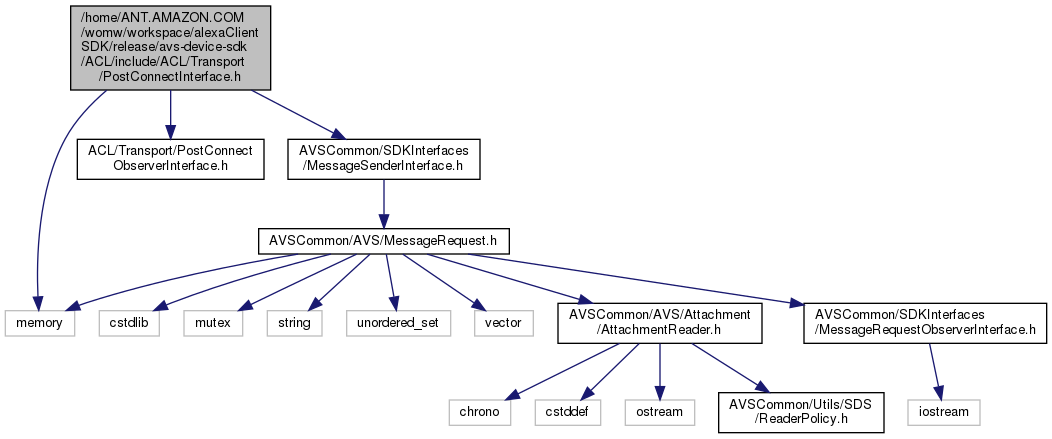 /home/ANT.AMAZON.COM
/womw/workspace/alexaClient
SDK/release/avs-device-sdk
/ACL/include/ACL/Transport
/PostConnectInterface.h
ACL/Transport/PostConnect
ObserverInterface.h
AVSCommon/SDKInterfaces
/MessageSenderInterface.h
AVSCommon/AVS/MessageRequest.h
memory
cstdlib
mutex
string
unordered_set
vector
AVSCommon/AVS/Attachment
/AttachmentReader.h
AVSCommon/SDKInterfaces
/MessageRequestObserverInterface.h
chrono
cstddef
ostream
AVSCommon/Utils/SDS
/ReaderPolicy.h
iostream